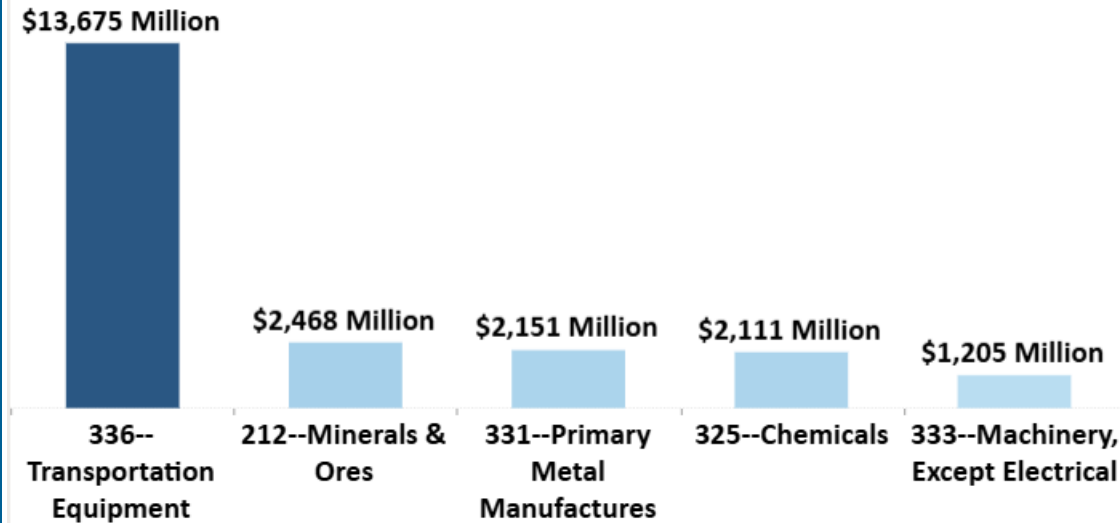 $13,675 Million
$2,468 Million
$2,151 Million
$2,111 Million
$1,205 Million
336--
Transportation
Equipment
212--Minerals &
Ores
331--Primary
Metal
Manufactures
325--Chemicals
333--Machinery,
Except Electrical